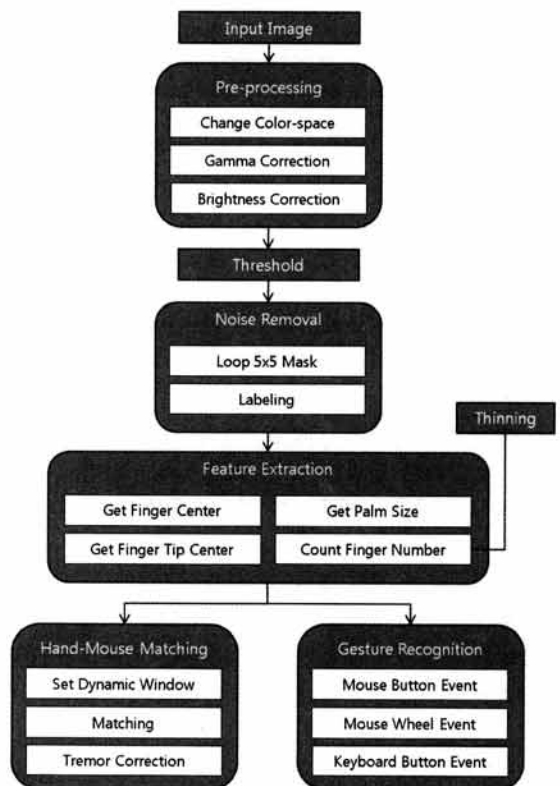 Input Image
Pre-processing
Change Color-space
Gamma Correction
Brightness Correction
Threshold
Noise Removal
Loop 5x5 Mask
Labeling
Thinning
Feature Extraction
Get Finger Center
Get Palm Size
Get Finger Tip Center
Count Finger Number
Hand-Mouse Matching
Set Dynamic Window
Matching
Tremor Correction
Gesture Recognition
Mouse Button Event
Mouse Wheel Event
Keyboard Button Event